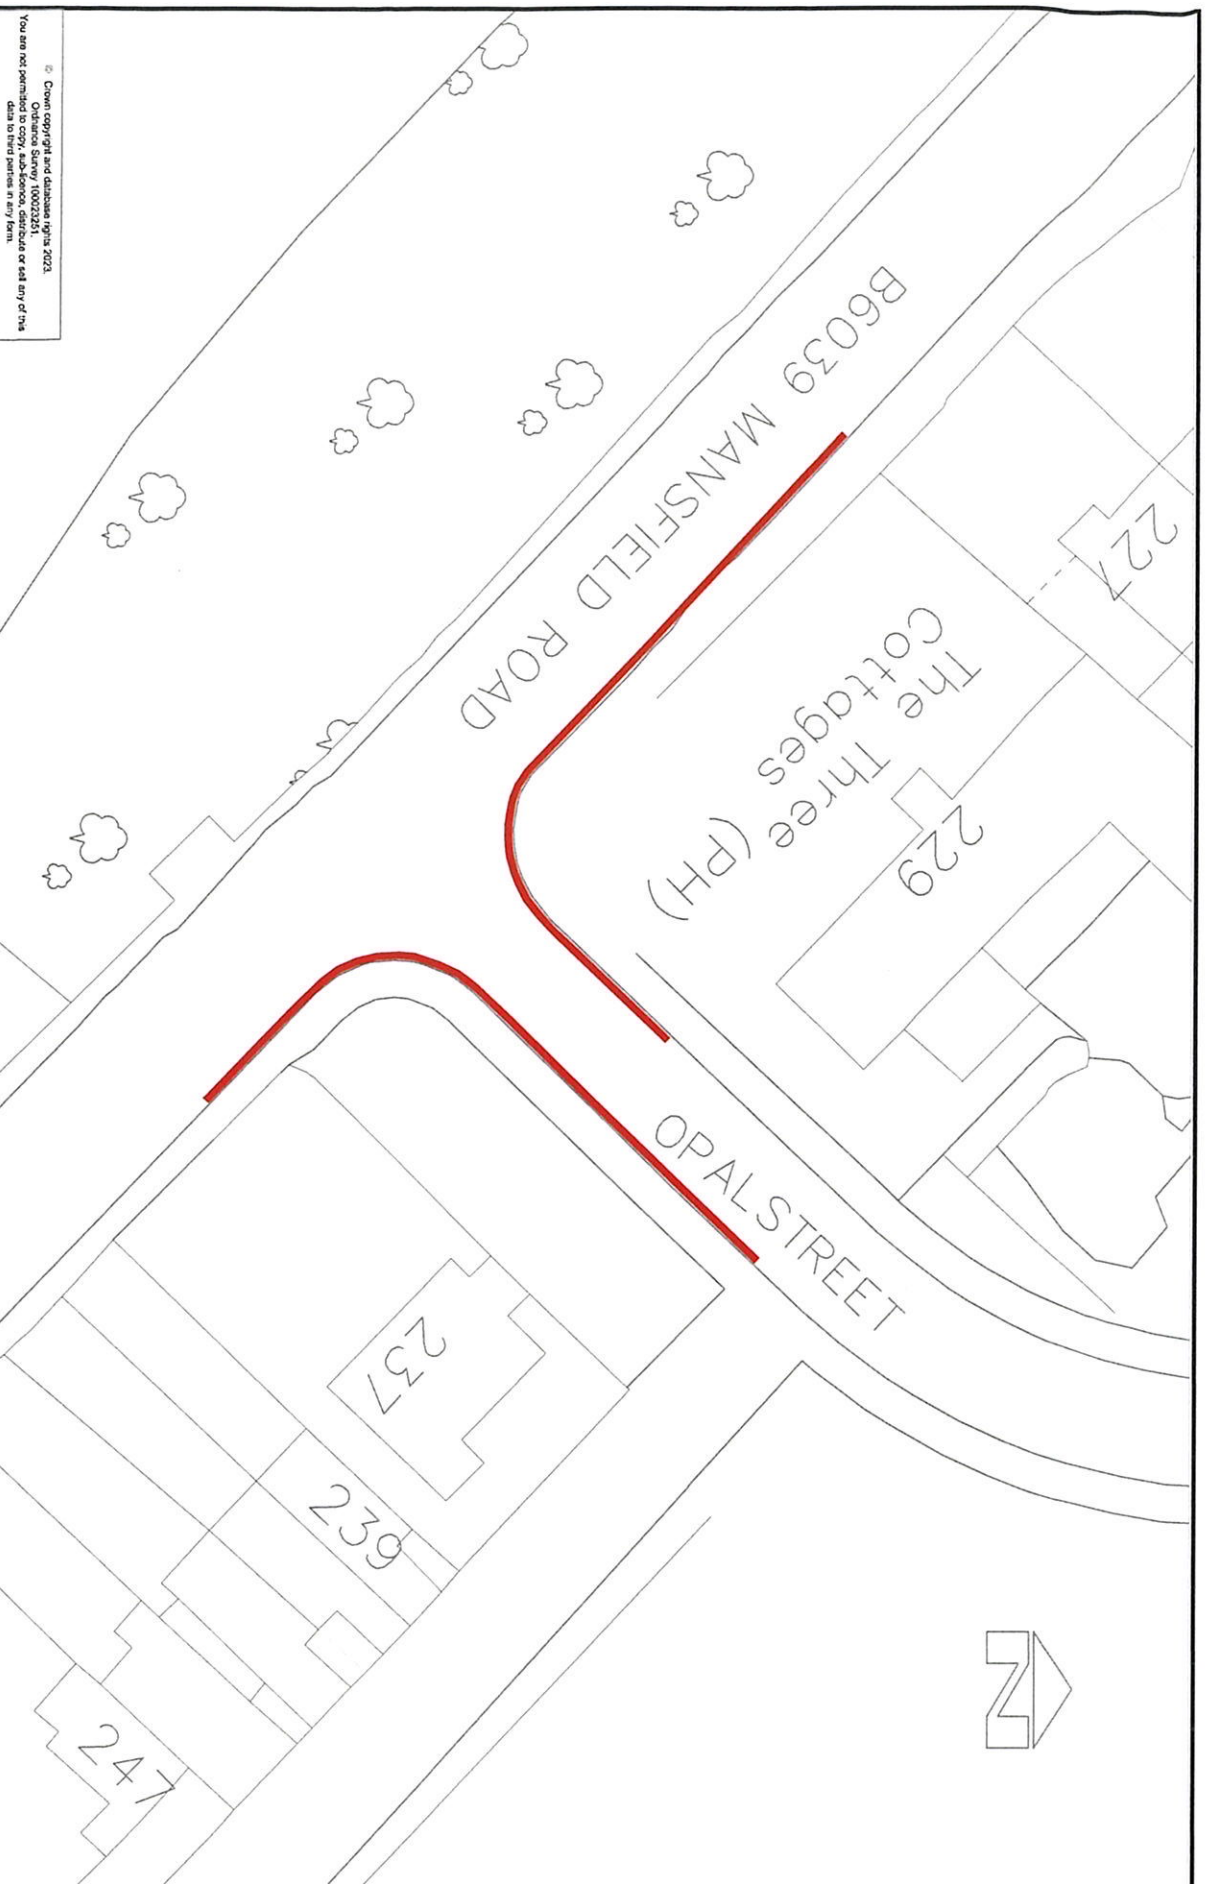 © Crown copyright and database rights 2023.
Ordnance Survey 100023251.
You are not permitted to copy, sub-licence, distribute or sell any of this
data to third parties in any form.
B6039 MANSFIELD ROAD
227
The Three
Cottages (PH)
229
OPAL STREET
237
239
247
N